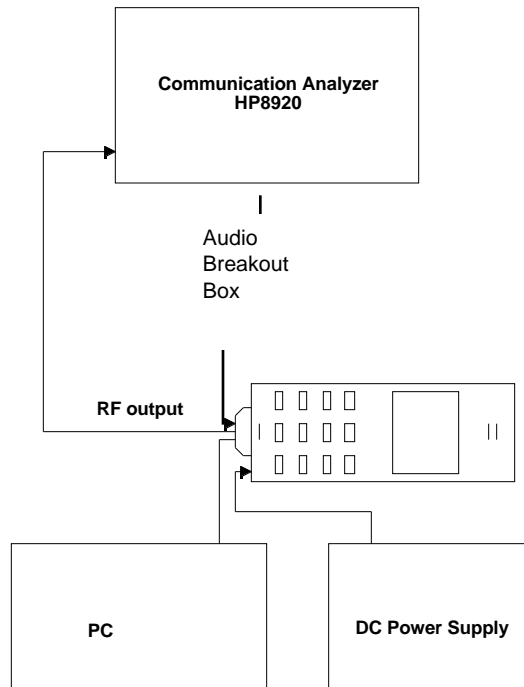 Communication Analyzer
HP8920
Audio
Breakout
Box
RF output
PC
DC Power Supply